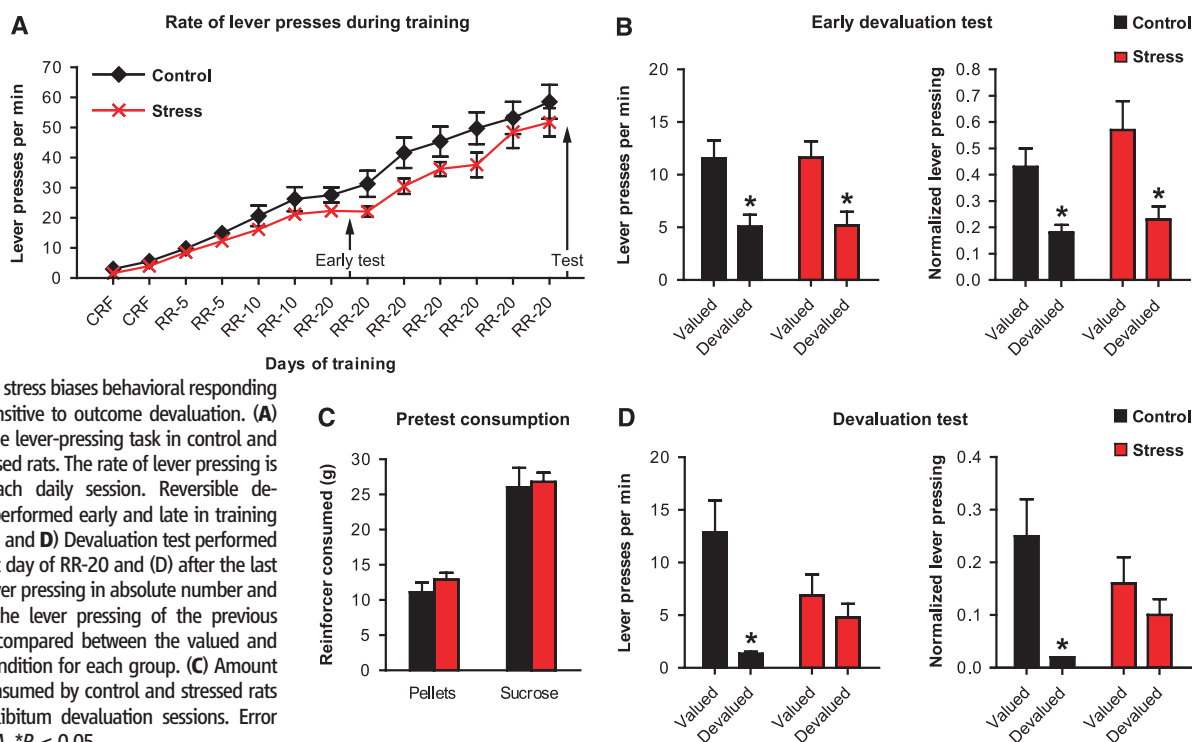 A
Rate of lever presses during training
Control
Stress
Lever presses per min
70
60
50
40
30
20
10
0
Early test
Test
CRF
CRF
RR-5
RR-5
RR-10
RR-10
RR-20
RR-20
RR-20
RR-20
RR-20
RR-20
RR-20
Days of training
B
Early devaluation test
Control
Stress
Lever presses per min
20
15
10
5
0
*
*
Valued
Devalued
Valued
Devalued
Normalized lever pressing
0.8
0.7
0.6
0.5
0.4
0.3
0.2
0.1
0.0
*
*
Valued
Devalued
Valued
Devalued
stress biases behavioral responding
nsitive to outcome devaluation. (A)
e lever-pressing task in control and
sed rats. The rate of lever pressing is
ach daily session. Reversible de-
performed early and late in training
and D) Devaluation test performed
t day of RR-20 and (D) after the last
ver pressing in absolute number and
the lever pressing of the previous
compared between the valued and
ndition for each group. (C) Amount
nsumed by control and stressed rats
libitum devaluation sessions. Error
*P < 0.05
C
Pretest consumption
Reinforcer consumed (g)
30
25
20
15
10
5
0
Pellets
Sucrose
D
Devaluation test
Control
Stress
Lever presses per min
20
15
10
5
0
*
Valued
Devalued
Valued
Devalued
Normalized lever pressing
0.4
0.3
0.2
0.1
0.0
*
Valued
Devalued
Valued
Devalued